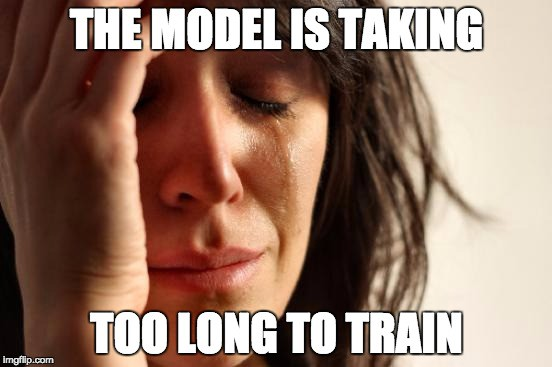 THE MODEL IS TAKING
TOO LONG TO TRAIN
imgflip.com